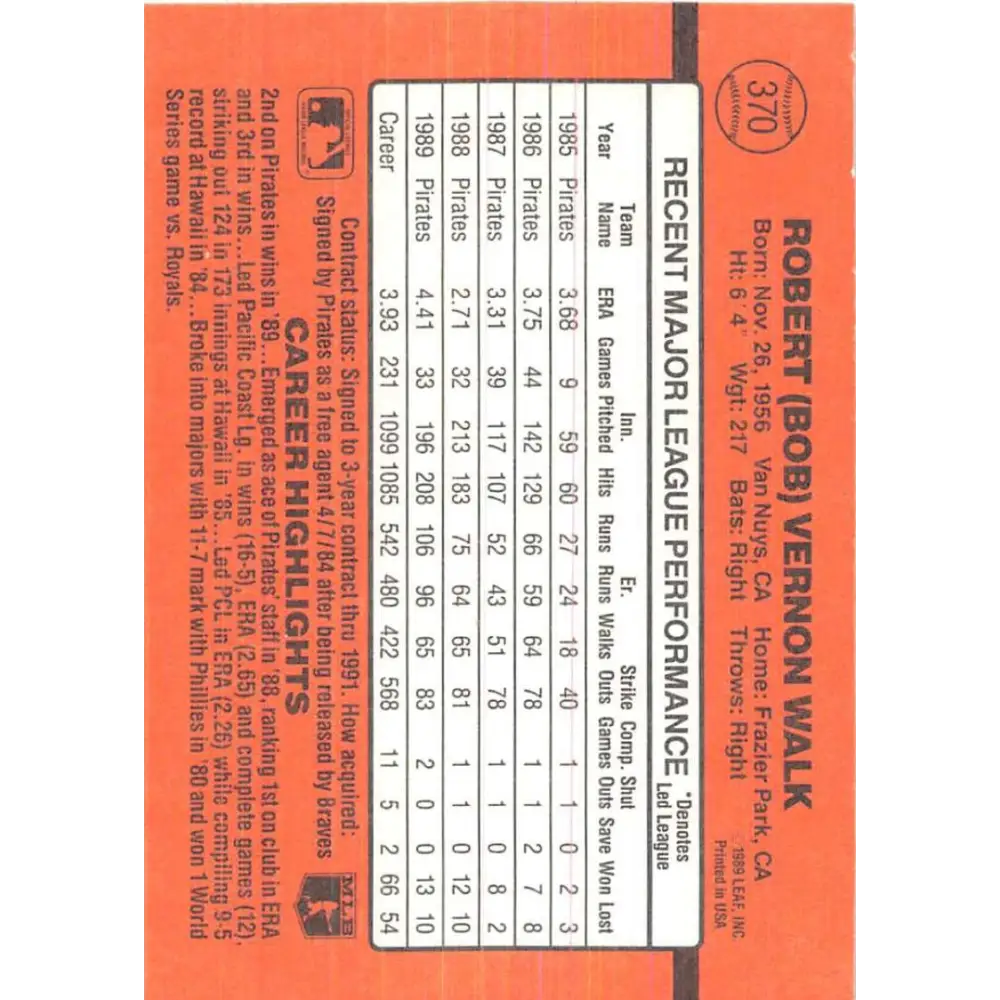 370
ROBERT (BOB) VERNON WALK
Born: Nov. 26, 1956 Van Nuys, CA Home: Frazier Park, CA
Ht: 6'4" Wgt: 217 Bats: Right Throws: Right
©1989 LEAF, INC.
Printed in USA
RECENT MAJOR LEAGUE PERFORMANCE *Denotes
Led League
Team Inn. Er. Strike Comp. Shut
Year Name ERA Games Pitched Hits Runs Runs Walks Outs Games Outs Save Won Lost
1985 Pirates 3.68 9 59 60 27 24 18 40 1 1 0 2 3
1986 Pirates 3.75 44 142 129 66 59 64 78 1 1 2 7 8
1987 Pirates 3.31 39 117 107 52 43 51 78 1 1 0 8 2
1988 Pirates 2.71 32 213 183 75 64 65 81 1 1 0 12 10
1989 Pirates 4.41 33 196 208 106 96 65 83 2 0 0 13 10
Career 3.93 231 1099 1085 542 480 422 568 11 5 2 66 54
Contract status: Signed to 3-year contract thru 1991. How acquired:
Signed by Pirates as a free agent 4/7/84 after being released by Braves
MLB
CAREER HIGHLIGHTS
2nd on Pirates in wins in '89...Emerged as ace of Pirates' staff in '88, ranking 1st on club in ERA
and 3rd in wins...Led Pacific Coast Lg. in wins (16-5), ERA (2.65) and complete games (12),
striking out 124 in 173 innings at Hawaii in '85...Led PCL in ERA (2.26) while compiling 9-5
record at Hawaii in '84...Broke into majors with 11-7 mark with Phillies in '80 and won 1 World
Series game vs. Royals.